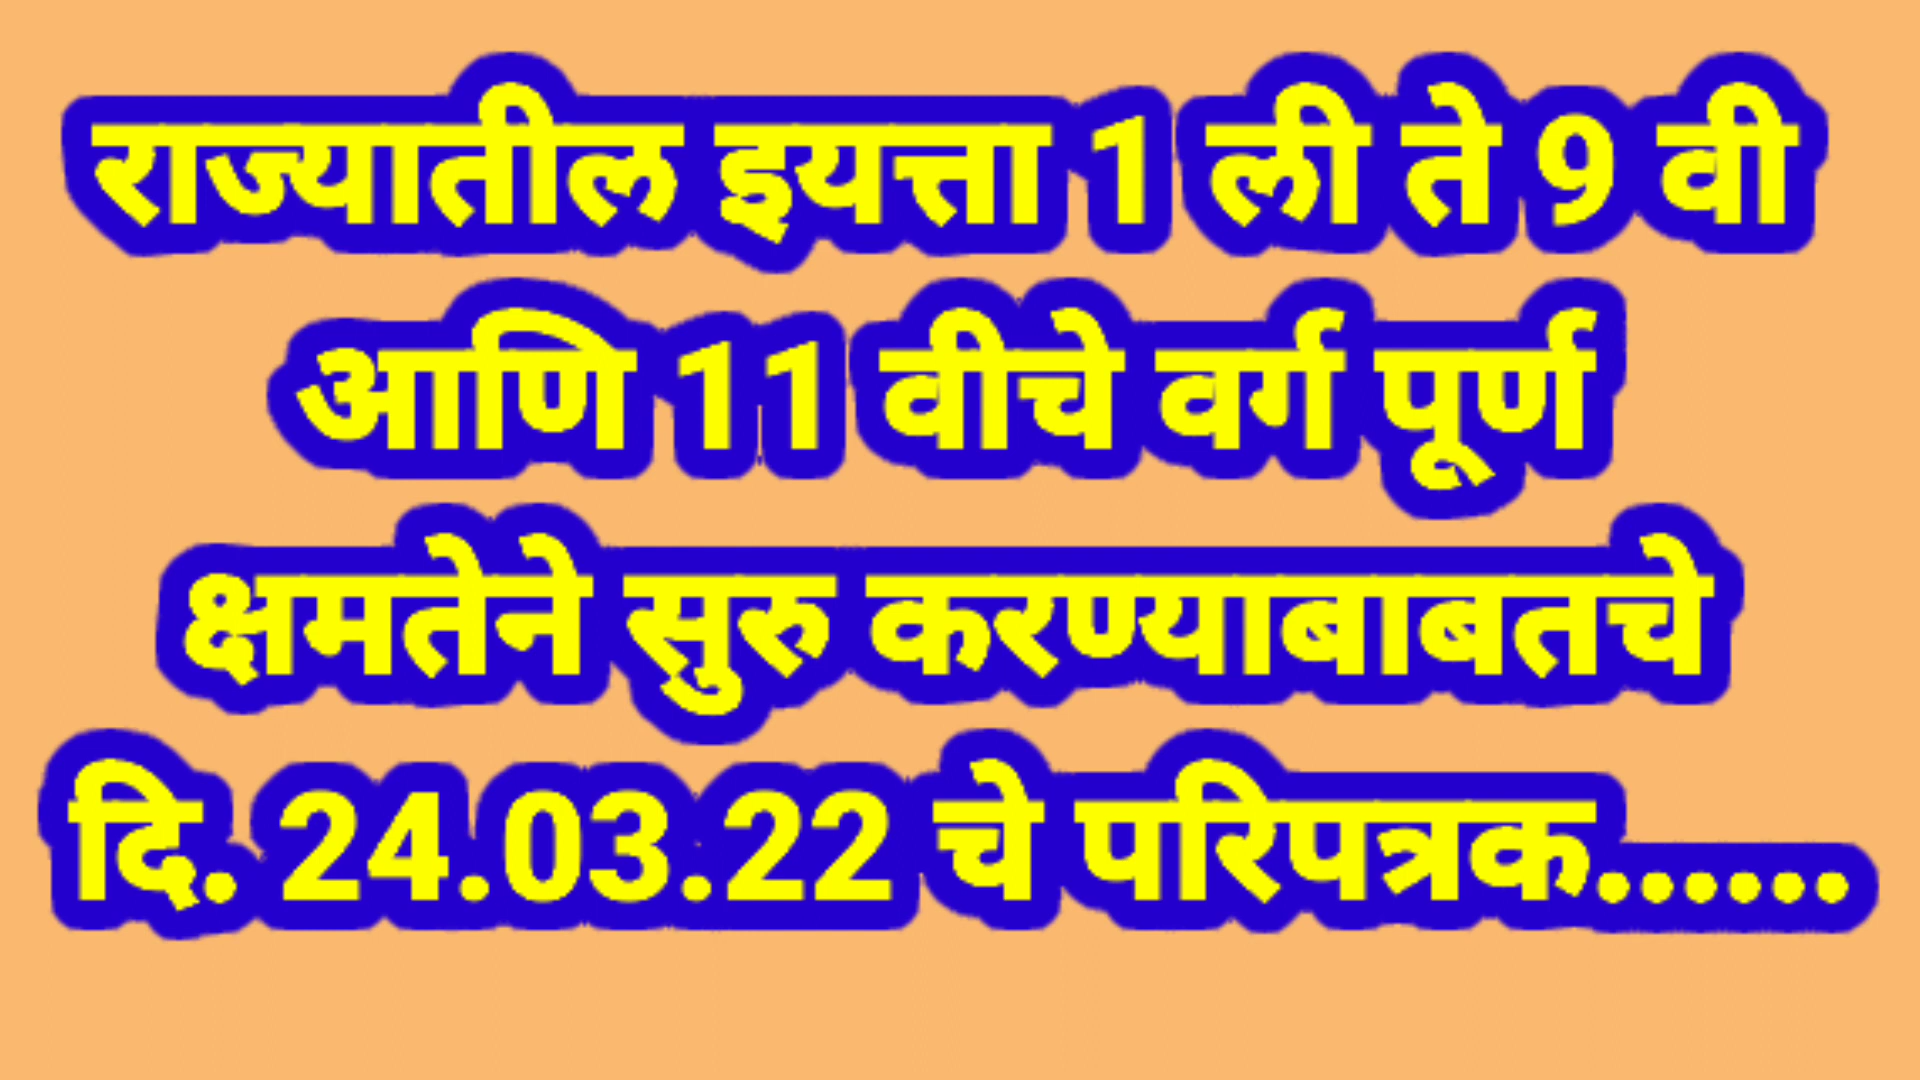 राज्यातील इयत्ता 1 ली ते 9 वी
आणि 11 वीचे वर्ग पूर्ण
क्षमतेने सुरु करण्याबाबतचे
दि. 24.03.22 चे परिपत्रक......